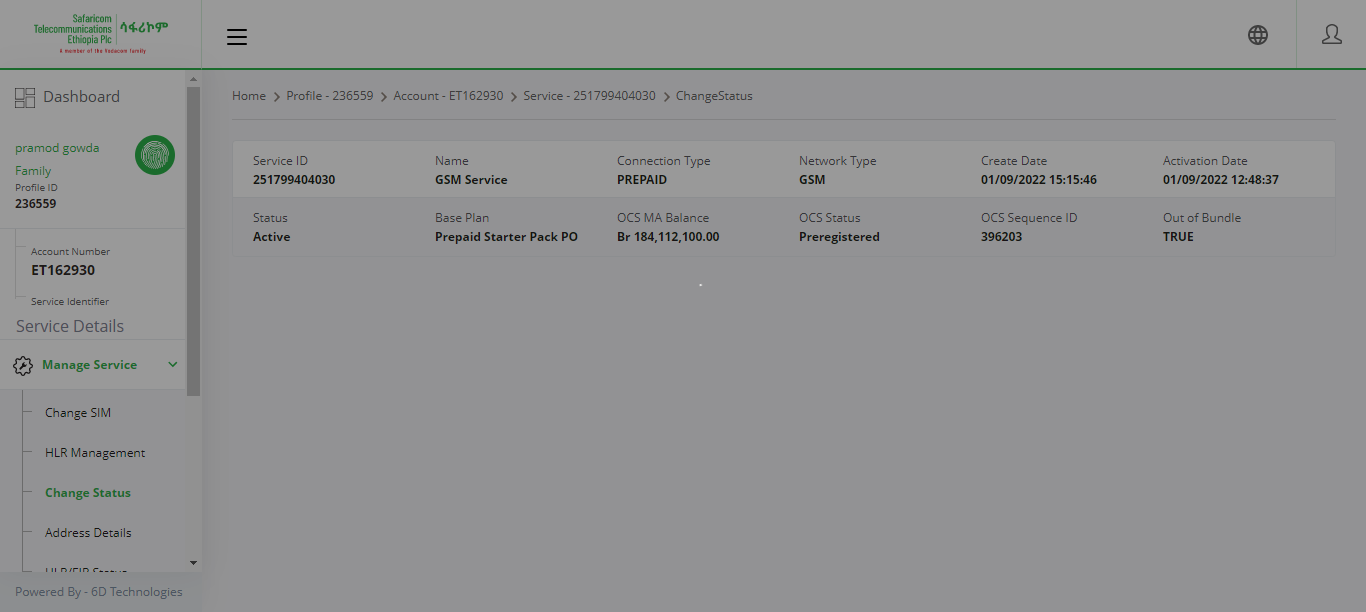 Safaricom
Telecommunications
Ethiopia Plc
ሳፋሪኮም
A member of the Vodacom family
Dashboard
pramod gowda
Family
Profile ID
236559
Account Number
ET162930
Service Identifier
Service Details
Manage Service
Change SIM
HLR Management
Change Status
Address Details
HLR/EIR Status
Powered By - 6D Technologies
Home > Profile - 236559 > Account - ET162930 > Service - 251799404030 > ChangeStatus
Service ID Name Connection Type Network Type Create Date Activation Date
251799404030 GSM Service PREPAID GSM 01/09/2022 15:15:46 01/09/2022 12:48:37
Status Base Plan OCS MA Balance OCS Status OCS Sequence ID Out of Bundle
Active Prepaid Starter Pack PO Br 184,112,100.00 Preregistered 396203 TRUE